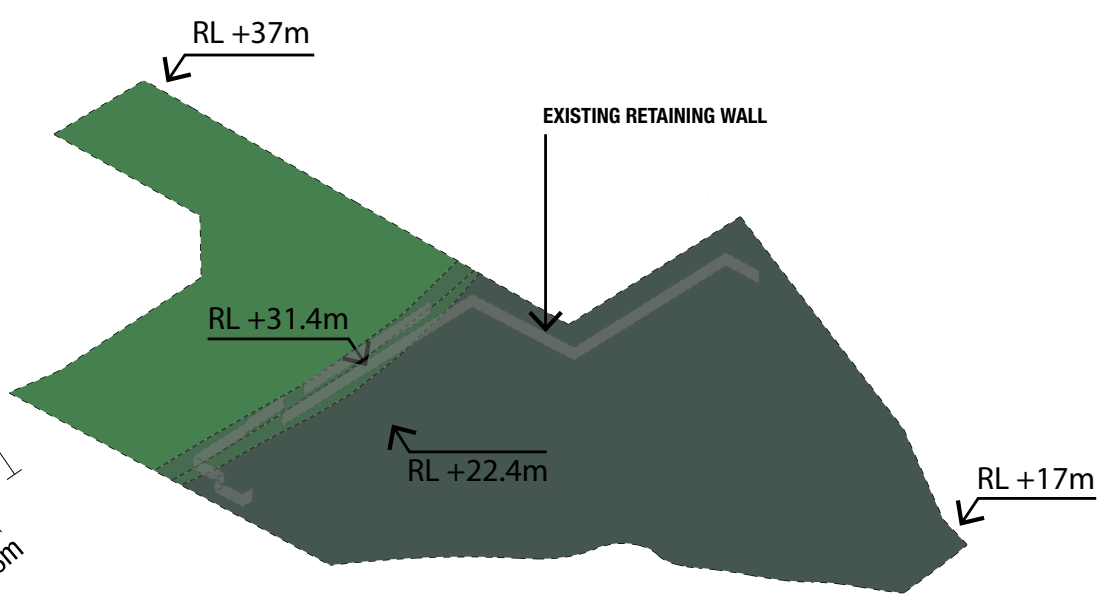 RL +37m
EXISTING RETAINING WALL
RL +31.4m
RL +22.4m
RL +17m